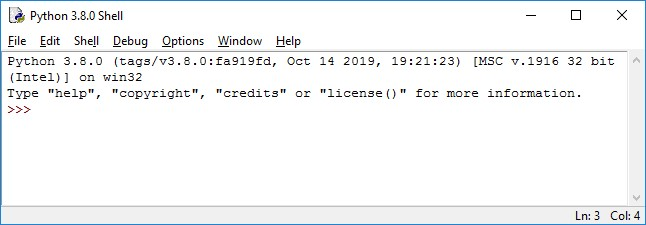 Python 3.8.0 Shell
File Edit Shell Debug Options Window Help
Python 3.8.0 (tags/v3.8.0:fa919fd, Oct 14 2019, 19:21:23) [MSC v.1916 32 bit
(Intel)] on win32
Type "help", "copyright", "credits" or "license()" for more information.
>>>
Ln: 3 Col: 4